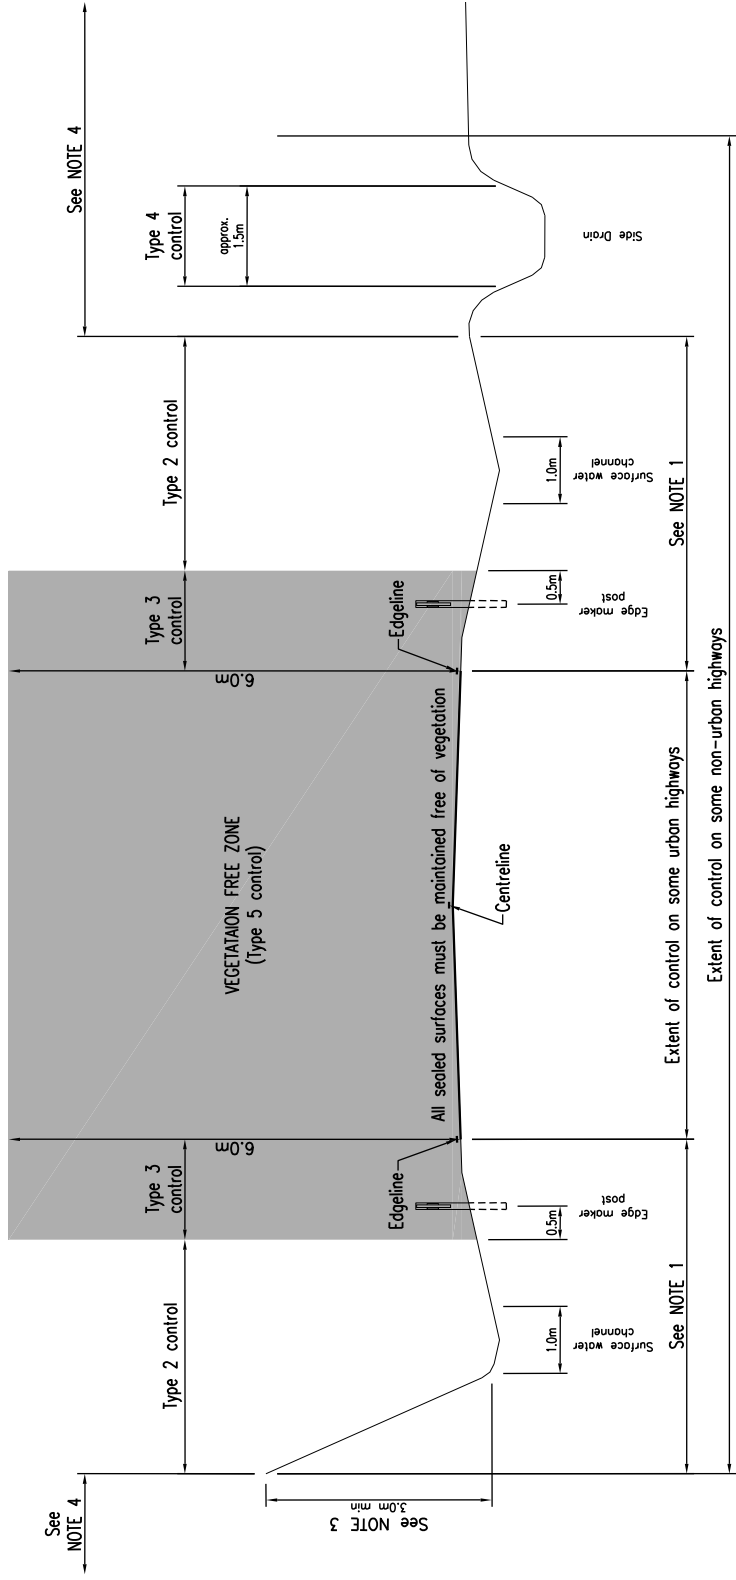 See
NOTE 4
See NOTE 4
Type 2 control
Type 3
control
Type 3
control
Type 2 control
Type 4
control
approx.
1.5m
6.0m
6.0m
VEGETATAION FREE ZONE
(Type 5 control)
All sealed surfaces must be maintained free of vegetation
Edgeline
Edgeline
Centreline
See NOTE 3
3.0m min
1.0m
Surface water
channel
0.5m
Edge maker
post
0.5m
Edge maker
post
1.0m
Surface water
channel
Side Drain
See NOTE 1
Extent of control on some urban highways
See NOTE 1
Extent of control on some non-urban highways